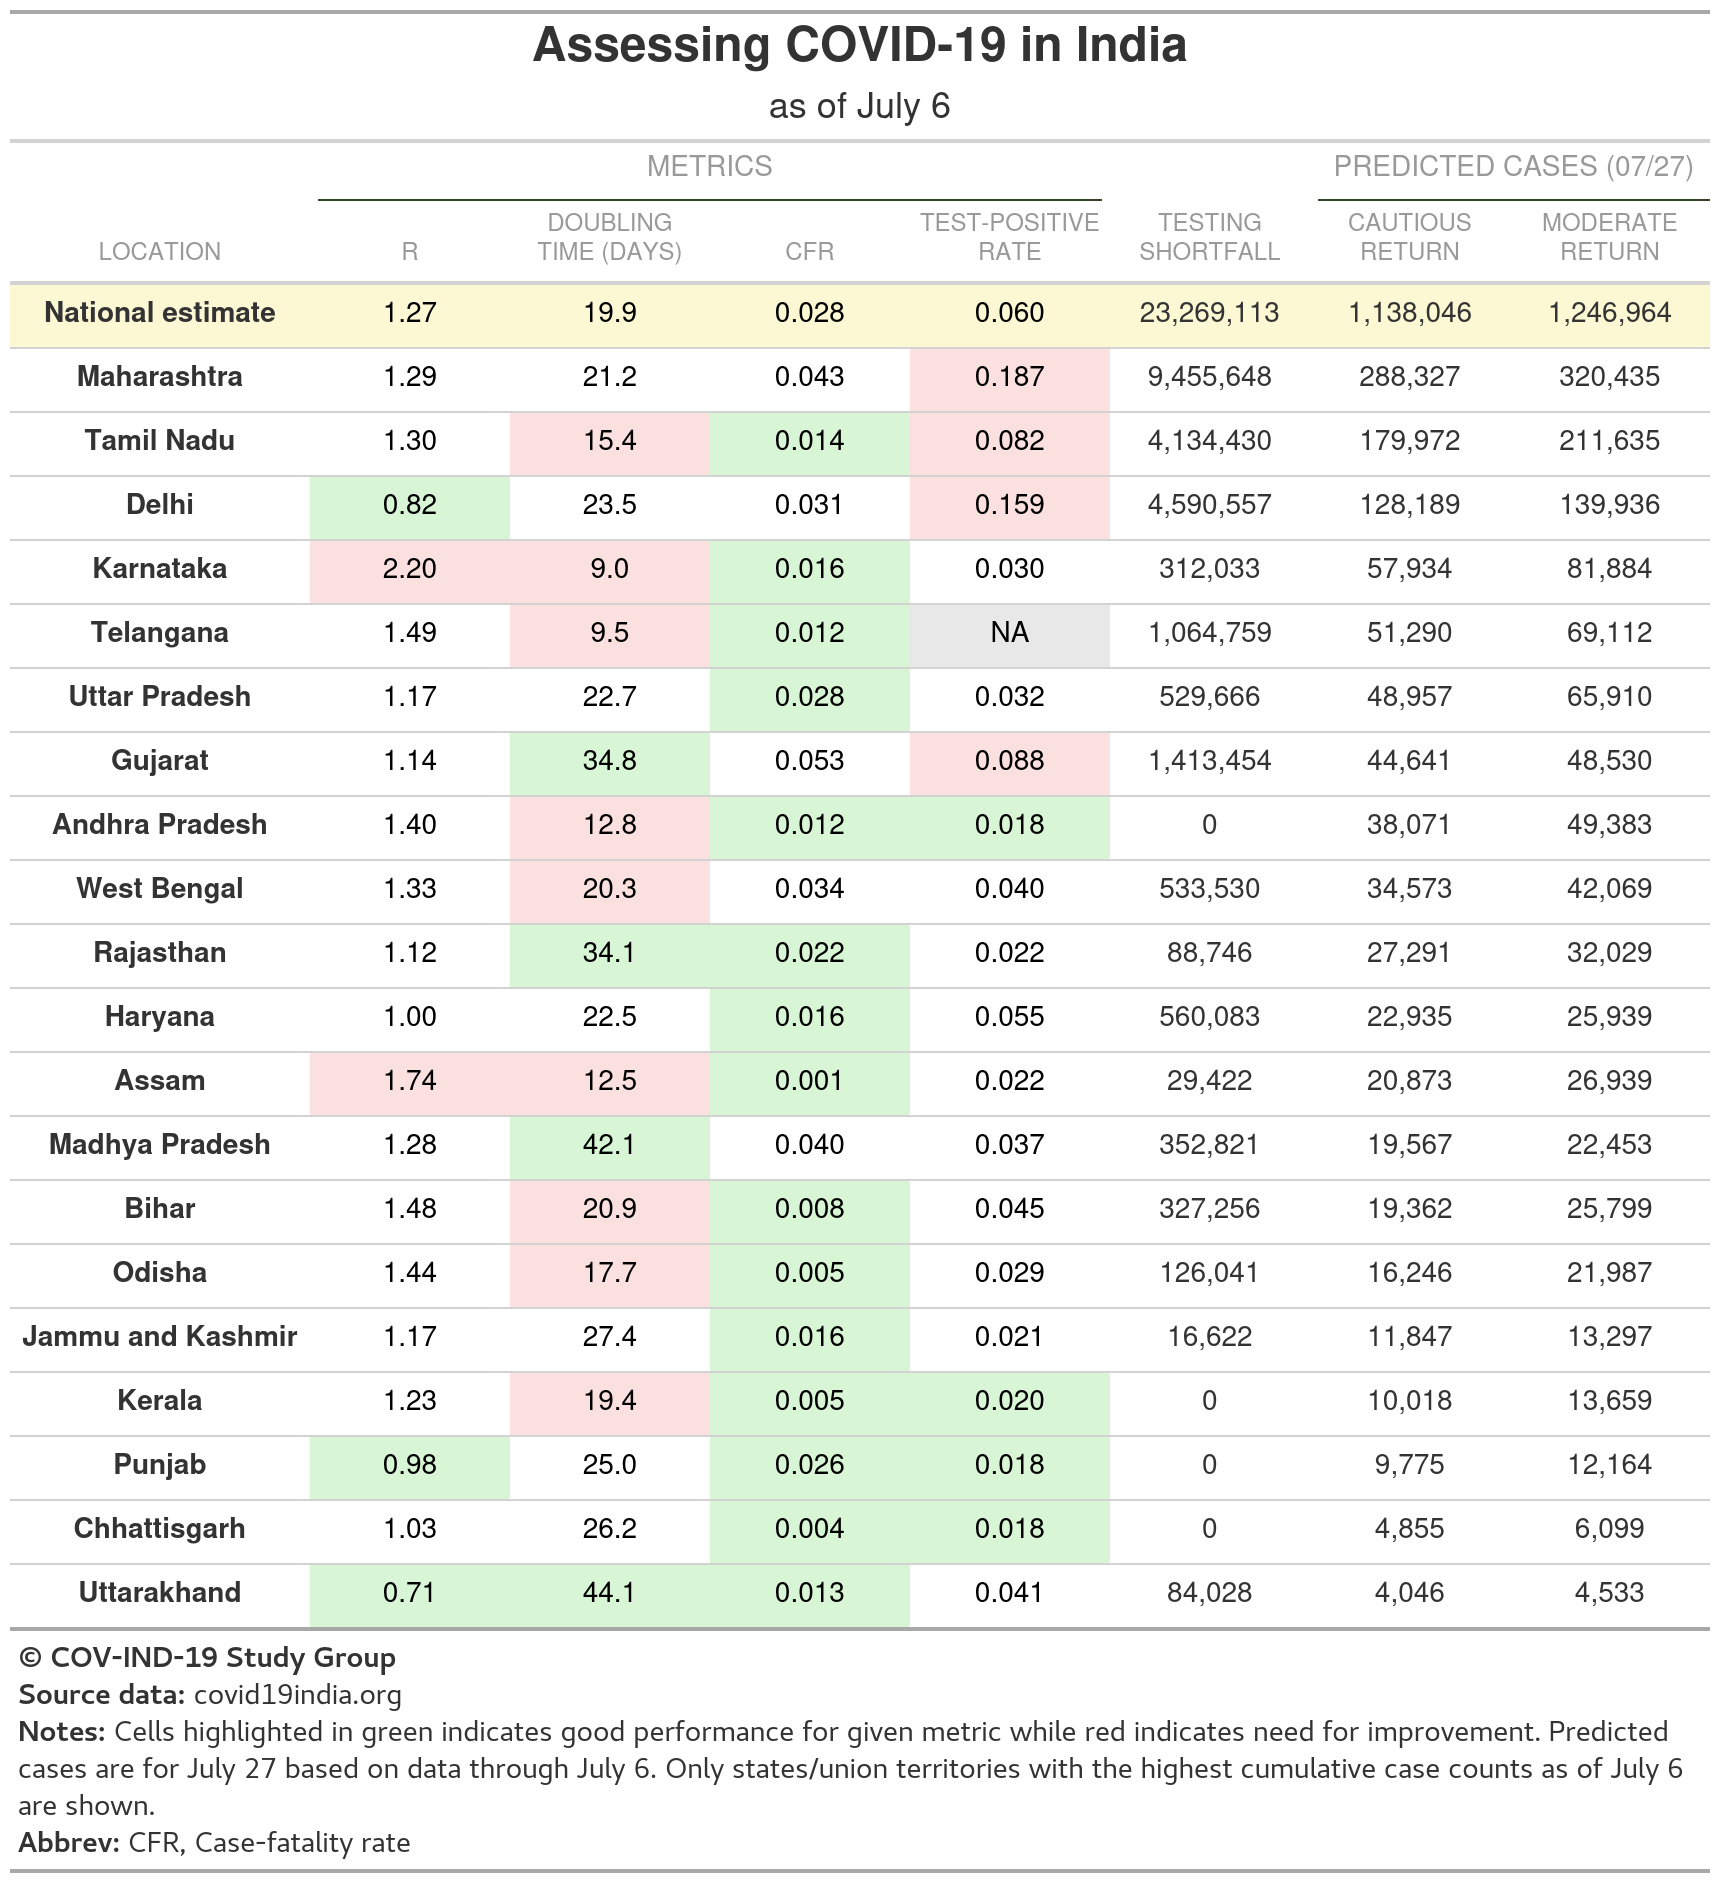 Assessing COVID-19 in India
as of July 6
METRICS PREDICTED CASES (07/27)
LOCATION R DOUBLING TIME (DAYS) CFR TEST-POSITIVE RATE TESTING SHORTFALL CAUTIOUS RETURN MODERATE RETURN
National estimate 1.27 19.9 0.028 0.060 23,269,113 1,138,046 1,246,964
Maharashtra 1.29 21.2 0.043 0.187 9,455,648 288,327 320,435
Tamil Nadu 1.30 15.4 0.014 0.082 4,134,430 179,972 211,635
Delhi 0.82 23.5 0.031 0.159 4,590,557 128,189 139,936
Karnataka 2.20 9.0 0.016 0.030 312,033 57,934 81,884
Telangana 1.49 9.5 0.012 NA 1,064,759 51,290 69,112
Uttar Pradesh 1.17 22.7 0.028 0.032 529,666 48,957 65,910
Gujarat 1.14 34.8 0.053 0.088 1,413,454 44,641 48,530
Andhra Pradesh 1.40 12.8 0.012 0.018 0 38,071 49,383
West Bengal 1.33 20.3 0.034 0.040 533,530 34,573 42,069
Rajasthan 1.12 34.1 0.022 0.022 88,746 27,291 32,029
Haryana 1.00 22.5 0.016 0.055 560,083 22,935 25,939
Assam 1.74 12.5 0.001 0.022 29,422 20,873 26,939
Madhya Pradesh 1.28 42.1 0.040 0.037 352,821 19,567 22,453
Bihar 1.48 20.9 0.008 0.045 327,256 19,362 25,799
Odisha 1.44 17.7 0.005 0.029 126,041 16,246 21,987
Jammu and Kashmir 1.17 27.4 0.016 0.021 16,622 11,847 13,297
Kerala 1.23 19.4 0.005 0.020 0 10,018 13,659
Punjab 0.98 25.0 0.026 0.018 0 9,775 12,164
Chhattisgarh 1.03 26.2 0.004 0.018 0 4,855 6,099
Uttarakhand 0.71 44.1 0.013 0.041 84,028 4,046 4,533
© COV-IND-19 Study Group
Source data: covid19india.org
Notes: Cells highlighted in green indicates good performance for given metric while red indicates need for improvement. Predicted
cases are for July 27 based on data through July 6. Only states/union territories with the highest cumulative case counts as of July 6
are shown.
Abbrev: CFR, Case-fatality rate